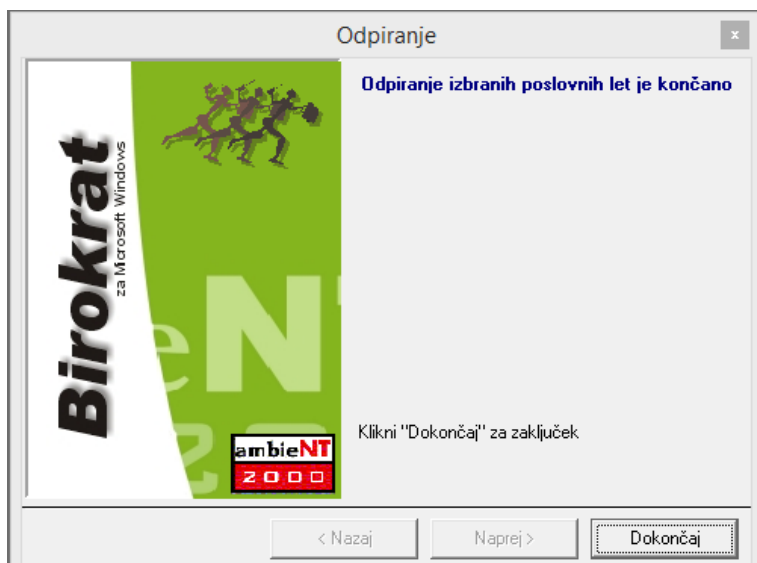 Odpiranje
x
Odpiranje izbranih poslovnih let je končano
Birokrat
za Microsoft Windows
eNT
ambieNT
2000
Klikni "Dokončaj" za zaključek
< Nazaj
Naprej >
Dokončaj